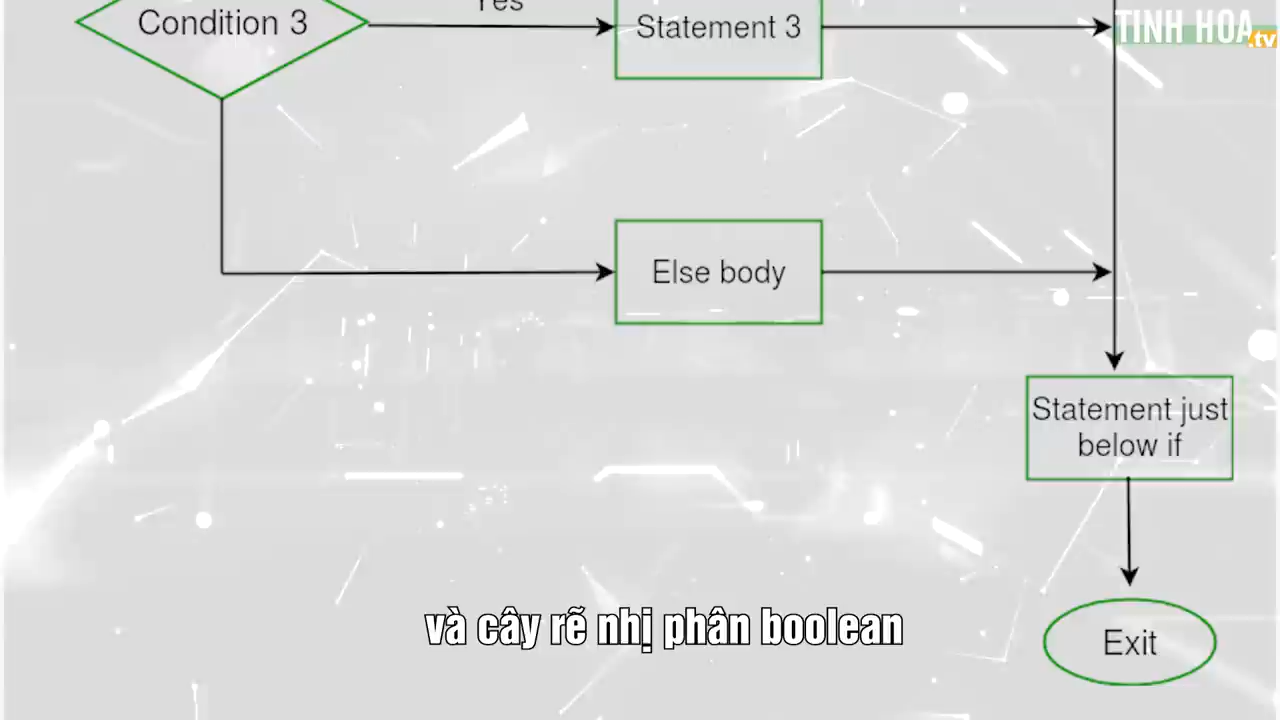 Yes
Condition 3
Statement 3
TINH HOA
.tv
Else body
Statement just
below if
và cây rẽ nhị phân boolean
Exit